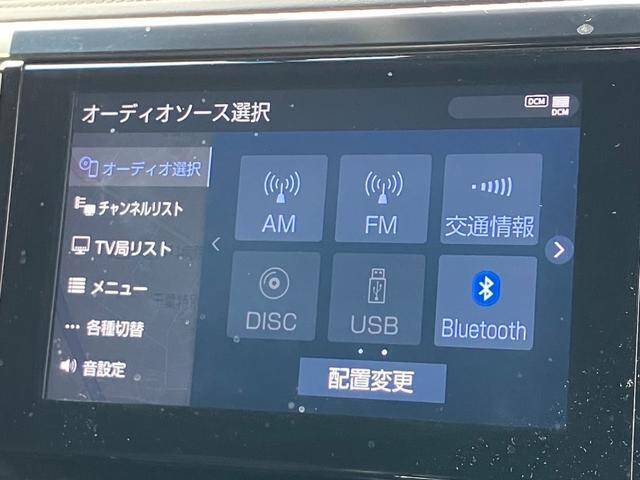 オーディオソース選択
DCM
DCM
オーディオ選択
チャンネルリスト
TV局リスト
メニュー
各種切替
音設定
AM
FM
交通情報
DISC
USB
Bluetooth
配置変更